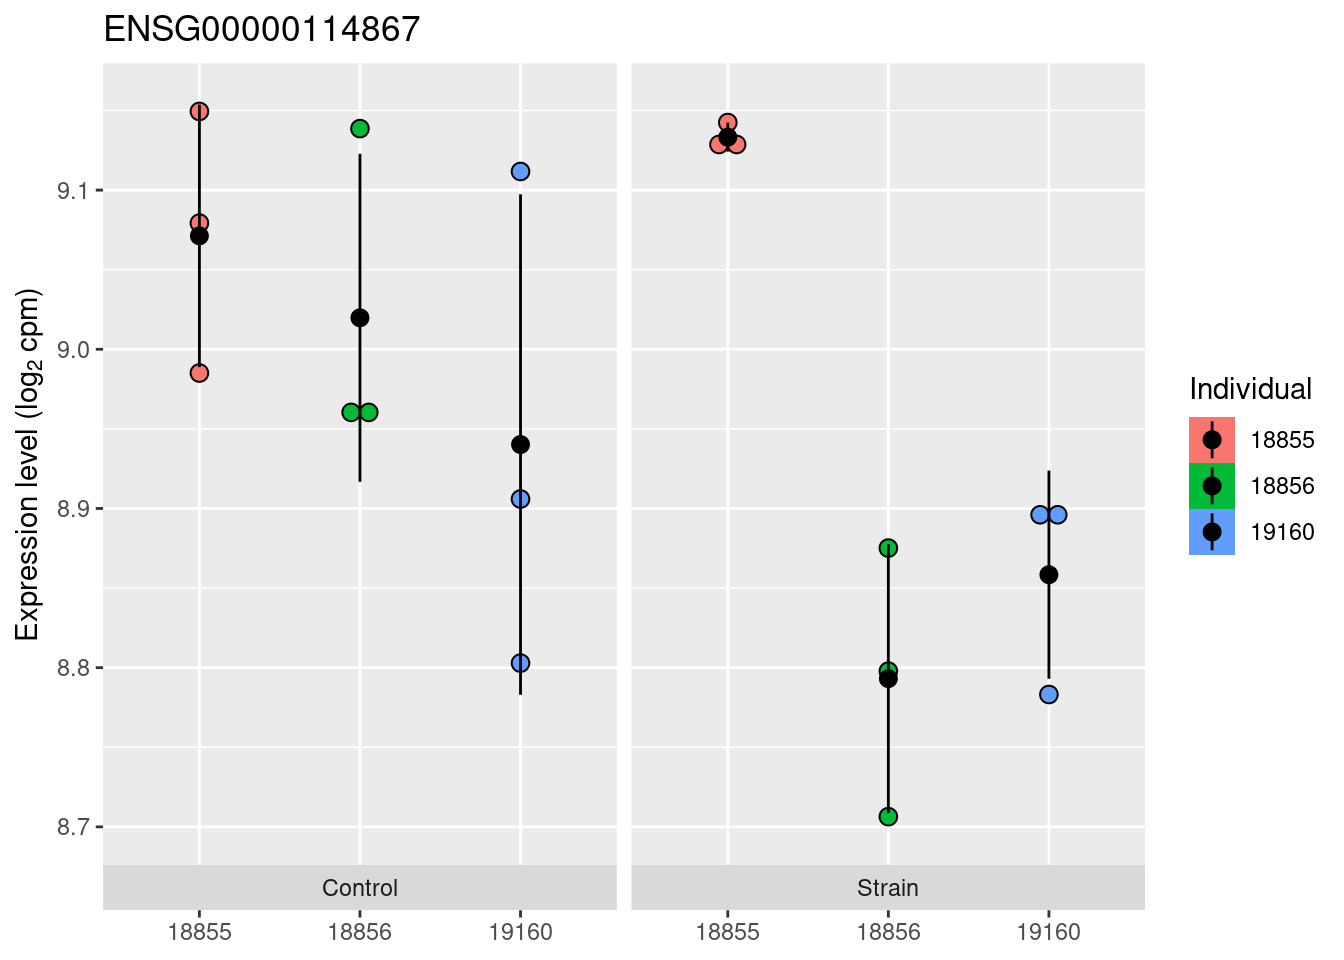 ENSG00000114867
Expression level (log₂ cpm)
9.1
9.0
8.9
8.8
8.7
Control
Strain
18855 18856 19160
18855 18856 19160
Individual
18855
18856
19160